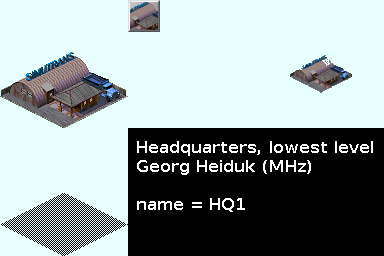 SIMUTRANS
Headquarters, lowest level
Georg Heiduk (MHz)
name = HQ1